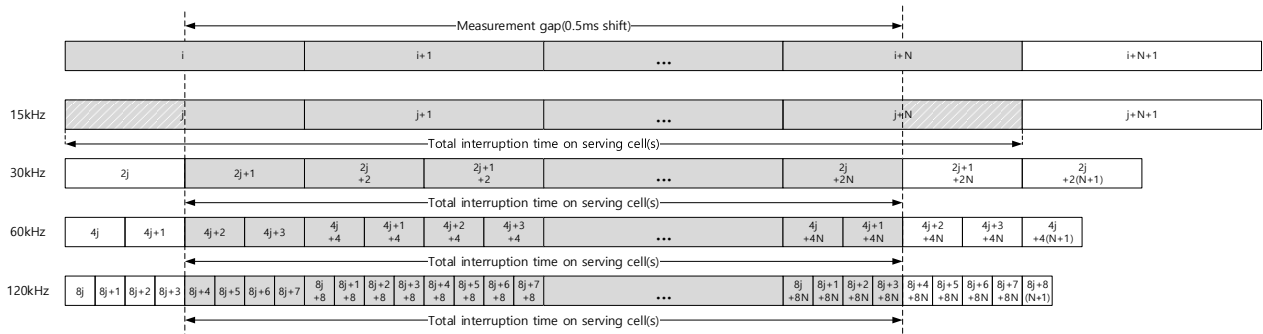 Measurement gap(0.5ms shift)
i
i+1
...
i+N
i+N+1
15kHz
j
j+1
...
j+N
j+N+1
Total interruption time on serving cell(s)
30kHz
2j
2j+1
2j
+2
2j+1
+2
...
2j
+2N
2j+1
+2N
2j
+2(N+1)
Total interruption time on serving cell(s)
60kHz
4j
4j+1
4j+2
4j+3
4j
+4
4j+1
+4
4j+2
+4
4j+3
+4
...
4j
+4N
4j+1
+4N
4j+2
+4N
4j+3
+4N
4j
+4(N+1)
Total interruption time on serving cell(s)
120kHz
8j
8j+1
8j+2
8j+3
8j+4
8j+5
8j+6
8j+7
8j
+8
8j+1
+8
8j+2
+8
8j+3
+8
8j+4
+8
8j+5
+8
8j+6
+8
8j+7
+8
...
8j
+8N
8j+1
+8N
8j+2
+8N
8j+3
+8N
8j+4
+8N
8j+5
+8N
8j+6
+8N
8j+7
+8N
8j+8
(N+1)
Total interruption time on serving cell(s)